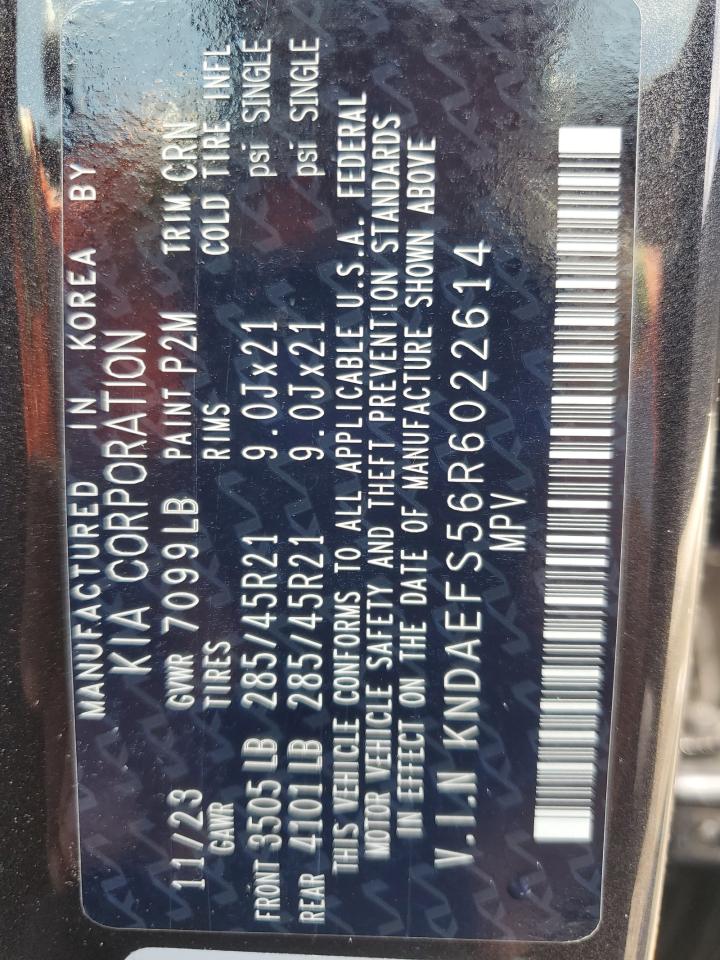 MANUFACTURED IN KOREA BY
KIA CORPORATION
11/23 GVWR 7099LB PAINT P2M TRIM CRN
GAWR TIRES RIMS COLD TIRE INFL
FRONT 3505LB 285/45R21 9.0Jx21 psi SINGLE
REAR 4101LB 285/45R21 9.0Jx21 psi SINGLE
THIS VEHICLE CONFORMS TO ALL APPLICABLE U.S.A. FEDERAL
MOTOR VEHICLE SAFETY AND THEFT PREVENTION STANDARDS
IN EFFECT ON THE DATE OF MANUFACTURE SHOWN ABOVE
V.I.N KNDAEFS56R6022614
MPV